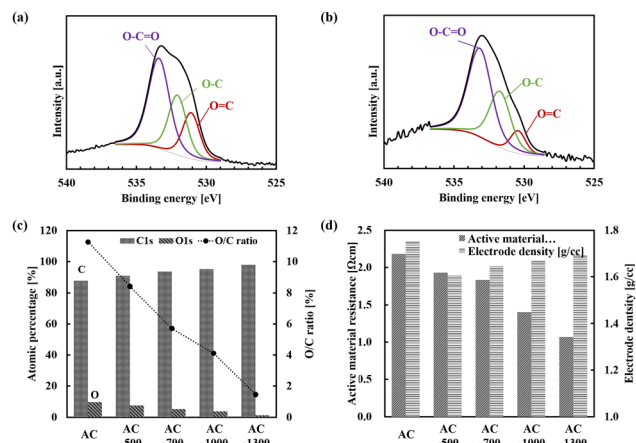 (a)
O-C=O
O-C
O=C
Intensity [a.u.]
540
535
530
525
Binding energy [eV]
(b)
O-C=O
O-C
O=C
Intensity [a.u.]
540
535
530
525
Binding energy [eV]
(c)
C1s
O1s
O/C ratio
Atomic percentage [%]
120
100
80
60
40
20
0
C
O
12
10
8
6
4
2
0
O/C ratio [%]
AC
AC 500
AC 700
AC 1000
AC 1300
(d)
Active material…
Electrode density [g/cc]
Active material resistance [Ωcm]
2.5
2.0
1.5
1.0
0.5
0.0
1.8
1.6
1.4
1.2
1.0
Electrode dentsity [g/cc]
AC
AC 500
AC 700
AC 1000
AC 1300